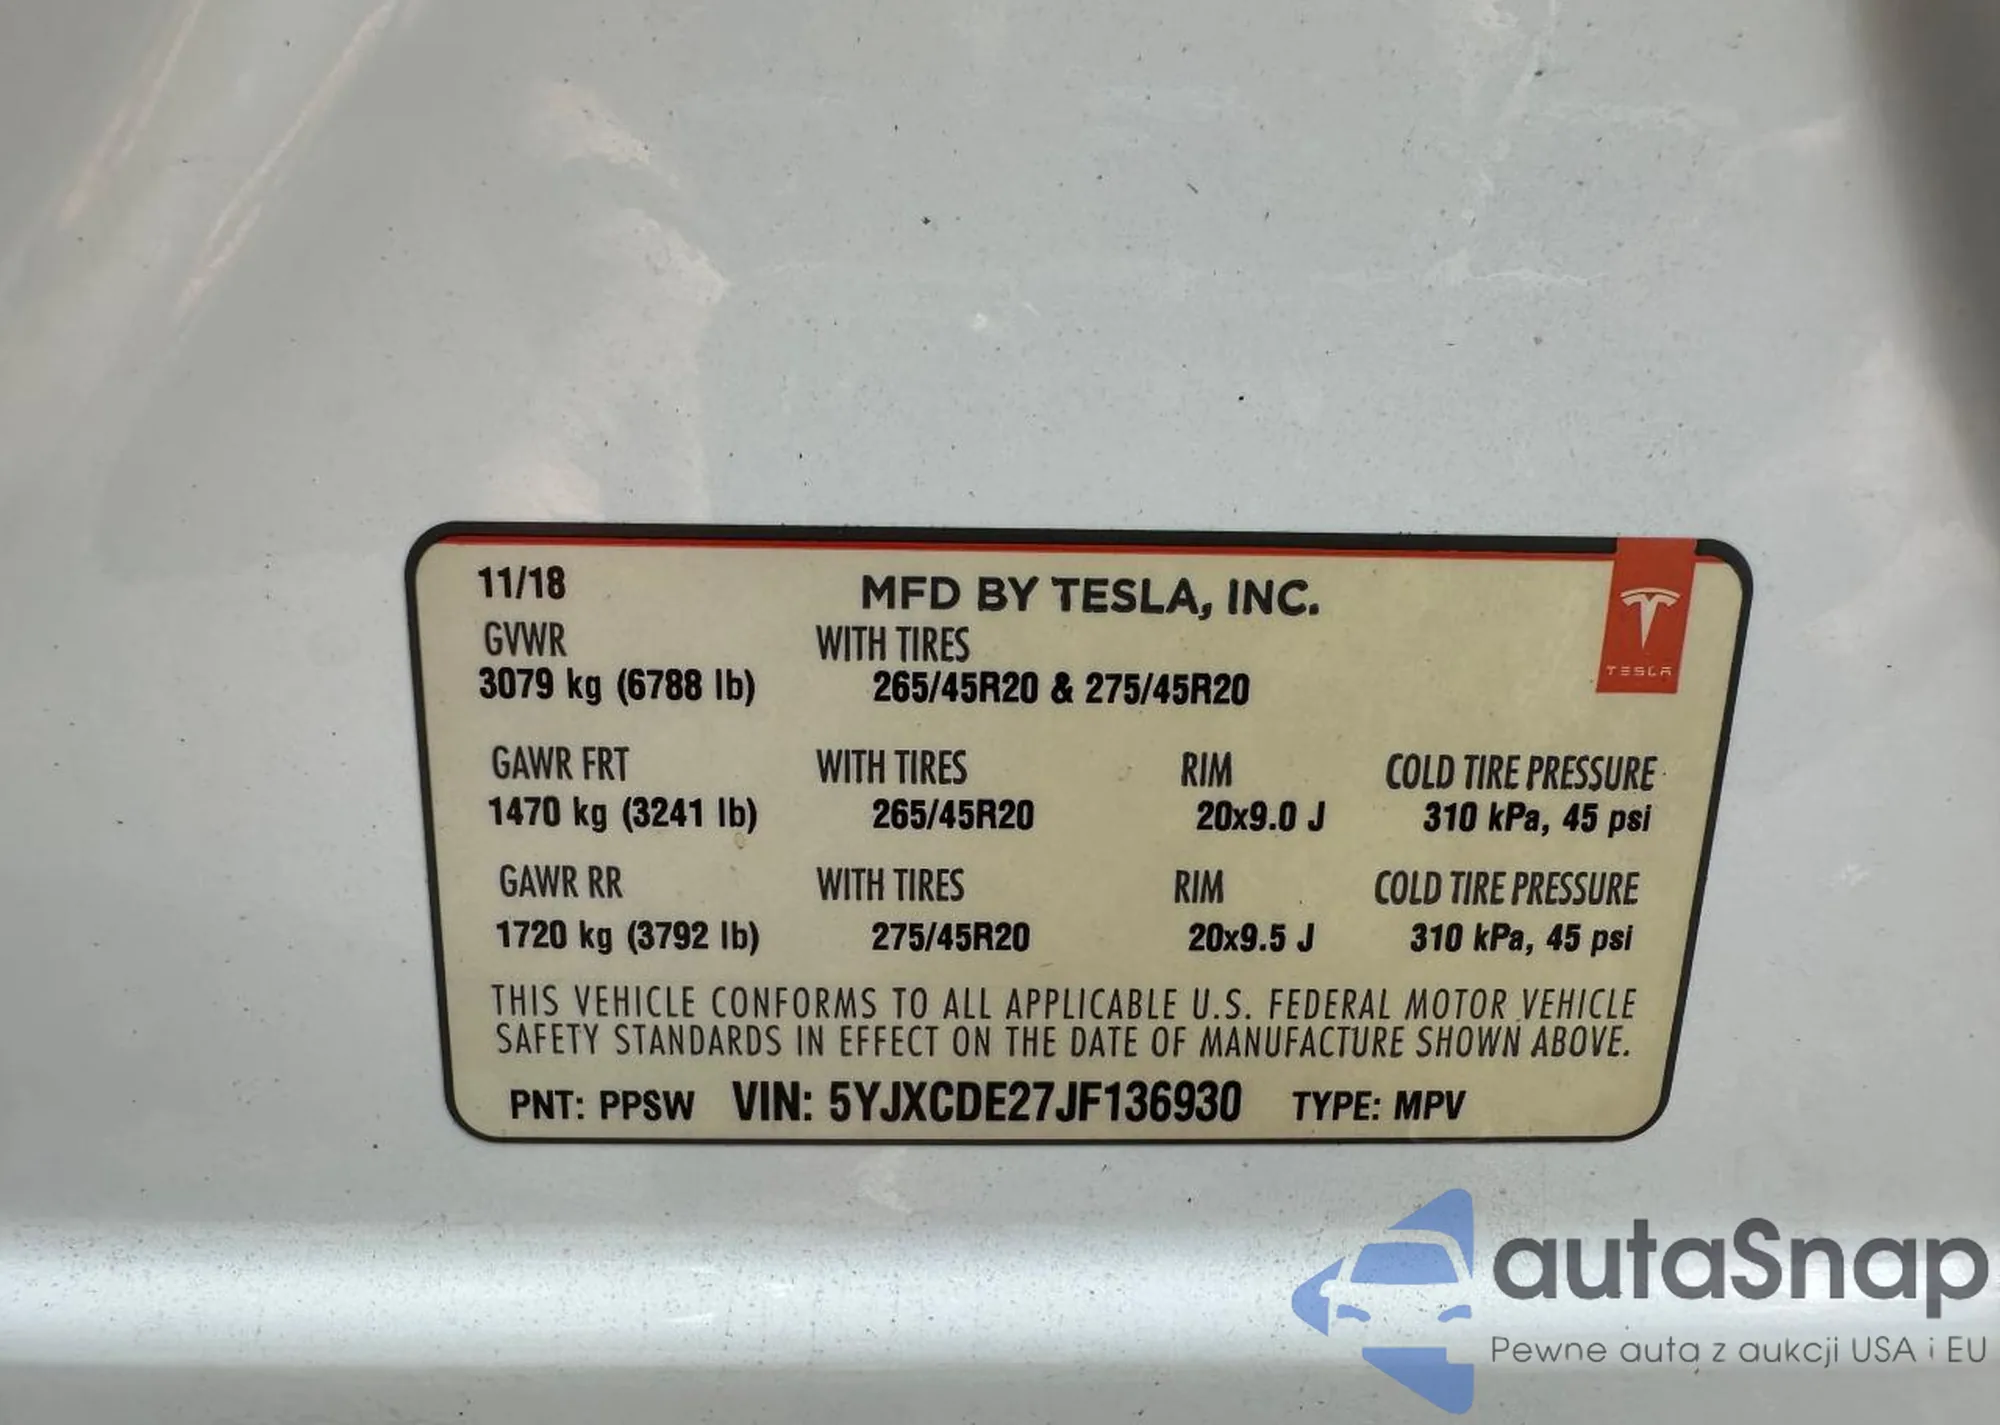 11/18 MFD BY TESLA, INC.
GVWR WITH TIRES
3079 kg (6788 lb) 265/45R20 & 275/45R20
TESLA
GAWR FRT WITH TIRES RIM COLD TIRE PRESSURE
1470 kg (3241 lb) 265/45R20 20x9.0 J 310 kPa, 45 psi
GAWR RR WITH TIRES RIM COLD TIRE PRESSURE
1720 kg (3792 lb) 275/45R20 20x9.5 J 310 kPa, 45 psi
THIS VEHICLE CONFORMS TO ALL APPLICABLE U.S. FEDERAL MOTOR VEHICLE
SAFETY STANDARDS IN EFFECT ON THE DATE OF MANUFACTURE SHOWN ABOVE.
PNT: PPSW VIN: 5YJXCDE27JF136930 TYPE: MPV
autaSnap
Pewne auta z aukcji USA i EU